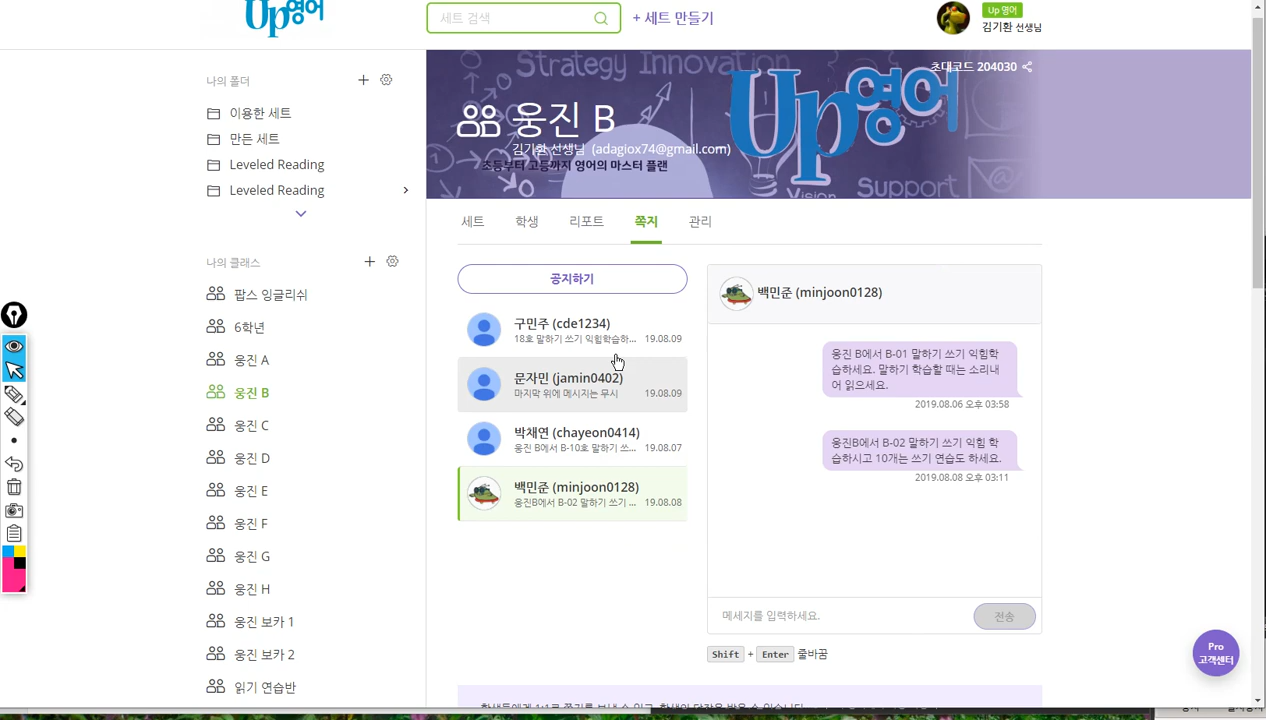 Up영어
세트 검색
+ 세트 만들기
Up 영어
김기환 선생님
나의 폴더
이용한 세트
만든 세트
Leveled Reading
Leveled Reading
나의 클래스
팝스 잉글리쉬
6학년
웅진 A
웅진 B
웅진 C
웅진 D
웅진 E
웅진 F
웅진 G
웅진 H
웅진 보카 1
웅진 보카 2
읽기 연습반
Strategy Innovation
초대코드 204030
웅진 B
김기환 선생님 (adagiox74@gmail.com)
초등부터 고등까지 영어의 마스터 플랜
Up영어
Support
Vision
세트 학생 리포트 쪽지 관리
공지하기
구민주 (cde1234)
18호 말하기 쓰기 익힘학습하... 19.08.09
문자민 (jamin0402)
마지막 위에 메시지는 무시 19.08.09
박채연 (chayeon0414)
웅진 B에서 B-10호 말하기 쓰... 19.08.07
백민준 (minjoon0128)
웅진B에서 B-02 말하기 쓰기 ... 19.08.08
백민준 (minjoon0128)
웅진 B에서 B-01 말하기 쓰기 익힘학
습하세요. 말하기 학습할 때는 소리내
어 읽으세요.
2019.08.06 오후 03:58
웅진B에서 B-02 말하기 쓰기 익힘 학
습하시고 10개는 쓰기 연습도 하세요.
2019.08.08 오후 03:11
메세지를 입력하세요.
전송
Shift + Enter 줄바꿈
Pro
고객센터